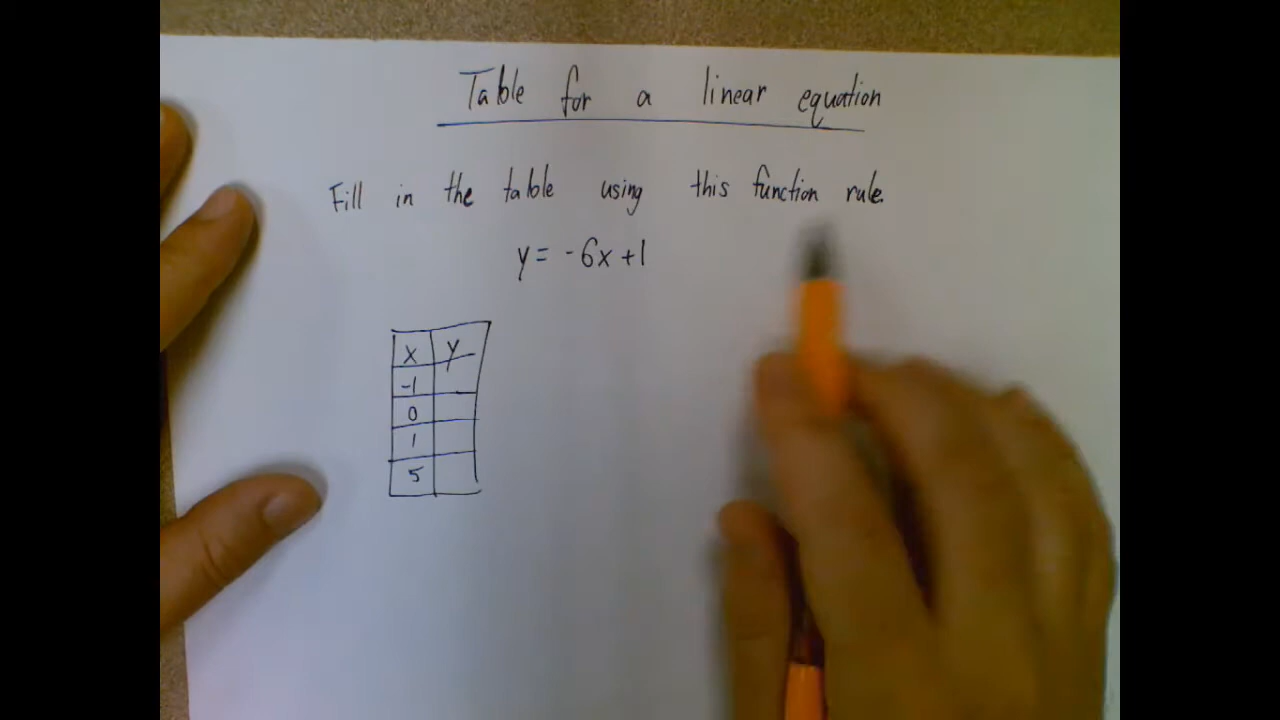 Table for a linear equation
Fill in the table using this function rule.
y = -6x +1
x y
-1
0
1
5